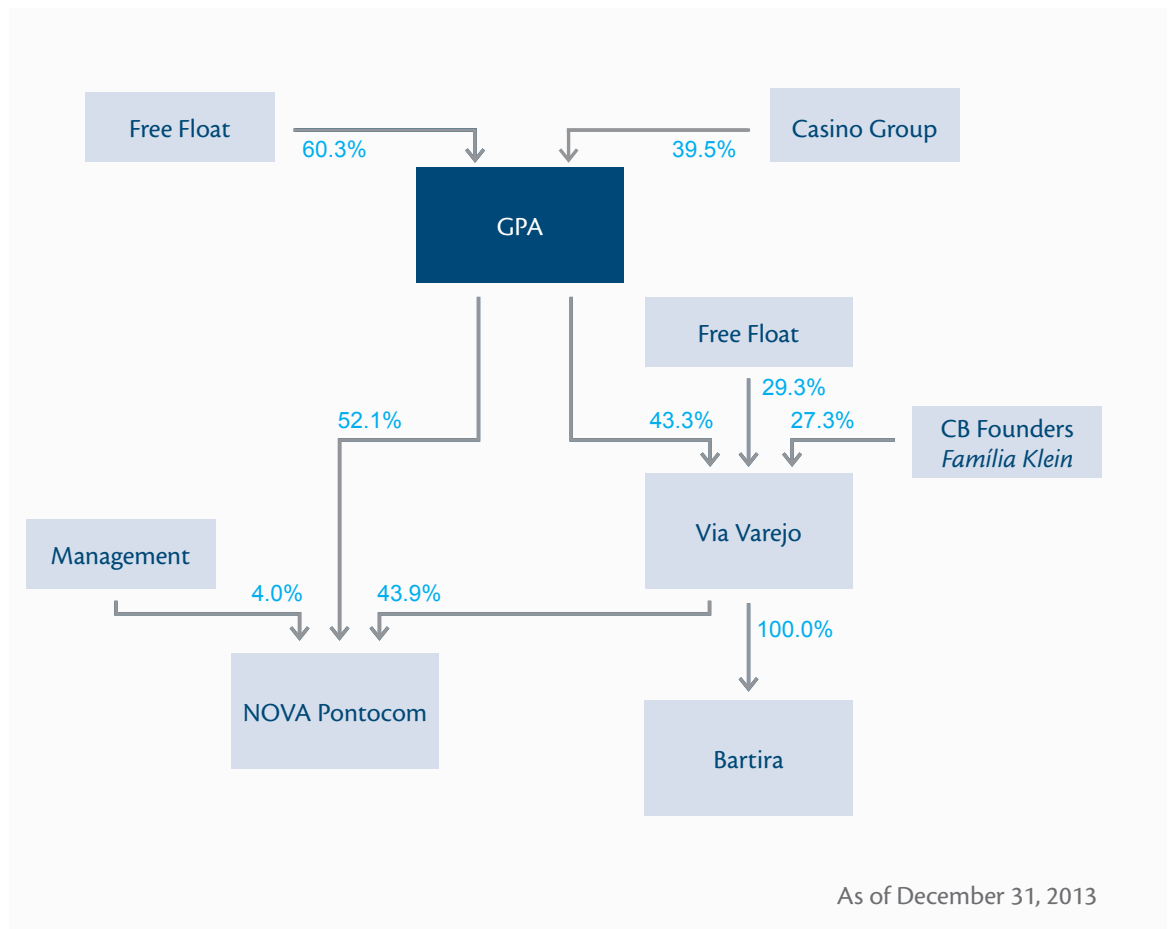 Free Float
Casino Group
60.3%
39.5%
GPA
Free Float
29.3%
52.1%
43.3%
27.3%
CB Founders
Família Klein
Via Varejo
Management
4.0%
43.9%
100.0%
NOVA Pontocom
Bartira
As of December 31, 2013